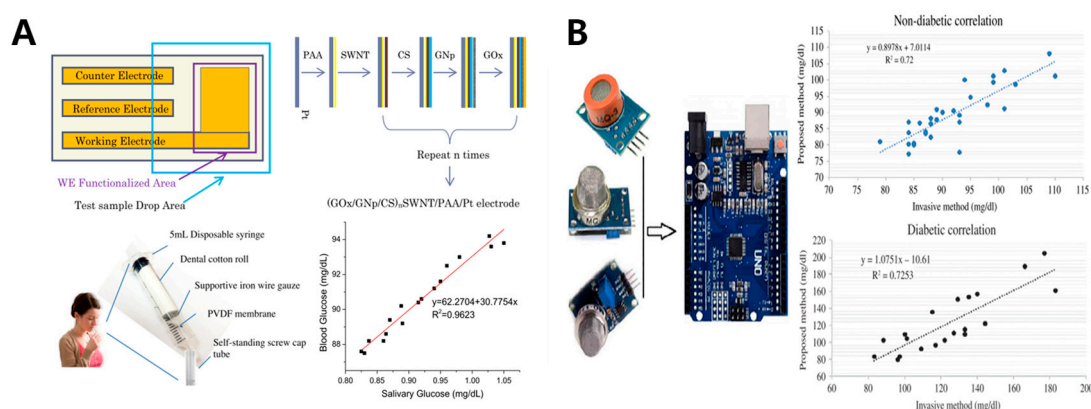 A
Counter Electrode
Reference Electrode
Working Electrode
WE Functionalized Area
Test sample Drop Area
PAA SWNT CS GNp GOx
Pt
Repeat n times
(GOx/GNp/CS)nSWNT/PAA/Pt electrode
5mL Disposable syringe
Dental cotton roll
Supportive iron wire gauze
PVDF membrane
Self-standing screw cap
tube
Blood Glucose (mg/dL)
94
92
90
88
y=62.2704+30.7754x
R²=0.9623
0.80 0.85 0.90 0.95 1.00 1.05
Salivary Glucose (mg/dL)
B
MQ-3
UNO
Non-diabetic correlation
y = 0.8978x + 7.0114
R² = 0.72
Proposed method (mg/dl)
110
105
100
95
90
85
80
75
70
75 80 85 90 95 100 105 110 115
Invasive method (mg/dl)
Diabetic correlation
y = 1.0751x − 10.61
R² = 0.7253
Proposed method (mg/dl)
220
200
180
160
140
120
100
80
60
80 100 120 140 160 180 200
Invasive method (mg/dl)